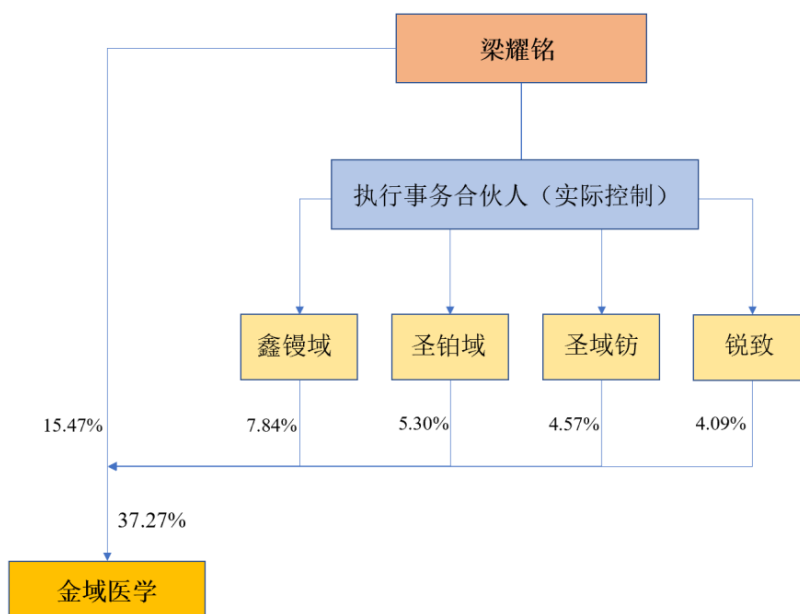 梁耀铭
执行事务合伙人（实际控制）
鑫镘域
圣铂域
圣域钫
锐致
15.47%
7.84%
5.30%
4.57%
4.09%
37.27%
金域医学